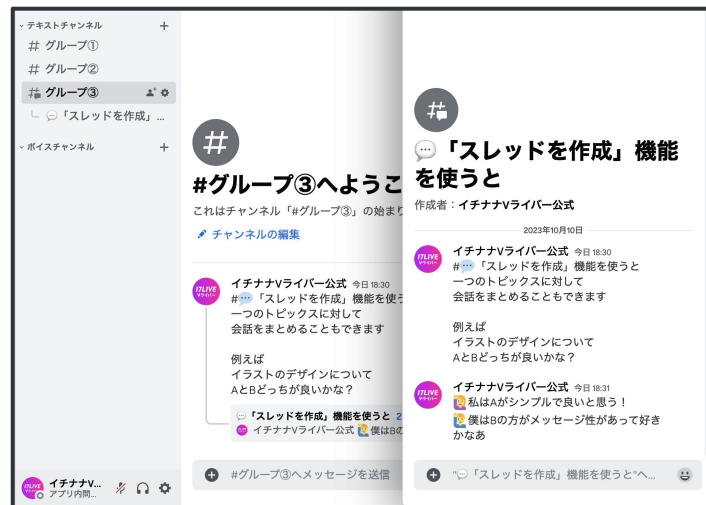 テキストチャンネル
グループ①
グループ②
グループ③
「スレッドを作成」...
ボイスチャンネル
イチナナV...
アプリ内問...
#グループ③へようこ
これはチャンネル「#グループ③」の始まり
チャンネルの編集
17LIVE
Vライバー
イチナナVライバー公式 今日 18:30
#💬「スレッドを作成」機能を使う
一つのトピックスに対して
会話をまとめることもできます
例えば
イラストのデザインについて
AとBどっちが良いかな？
💬「スレッドを作成」機能を使うと 2
イチナナVライバー公式 🙋僕はBの
#グループ③へメッセージを送信
💬「スレッドを作成」機能
を使うと
作成者：イチナナVライバー公式
2023年10月10日
17LIVE
Vライバー
イチナナVライバー公式 今日 18:30
#💬「スレッドを作成」機能を使うと
一つのトピックスに対して
会話をまとめることもできます
例えば
イラストのデザインについて
AとBどっちが良いかな？
17LIVE
Vライバー
イチナナVライバー公式 今日 18:31
🙋私はAがシンプルで良いと思う！
🙋僕はBの方がメッセージ性があって好き
かなあ
"💬「スレッドを作成」機能を使うと"へ...